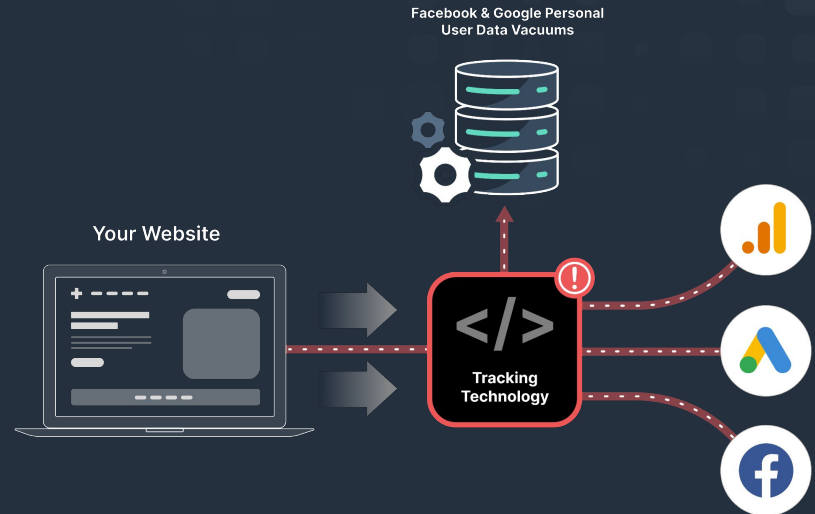 Facebook & Google Personal
User Data Vacuums
Your Website
</>
Tracking
Technology